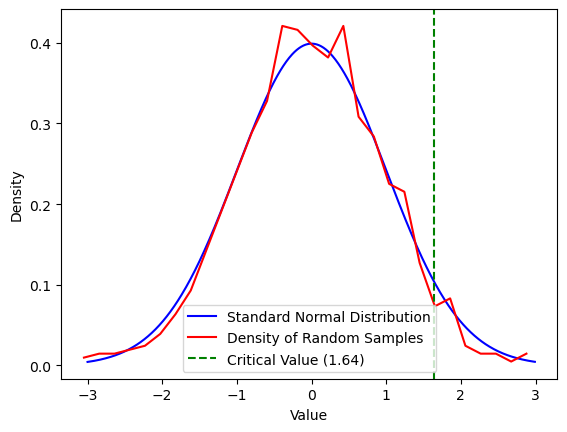 0.4
0.3
0.2
0.1
0.0
Density
Standard Normal Distribution
Density of Random Samples
Critical Value (1.64)
−3 −2 −1 0 1 2 3
Value